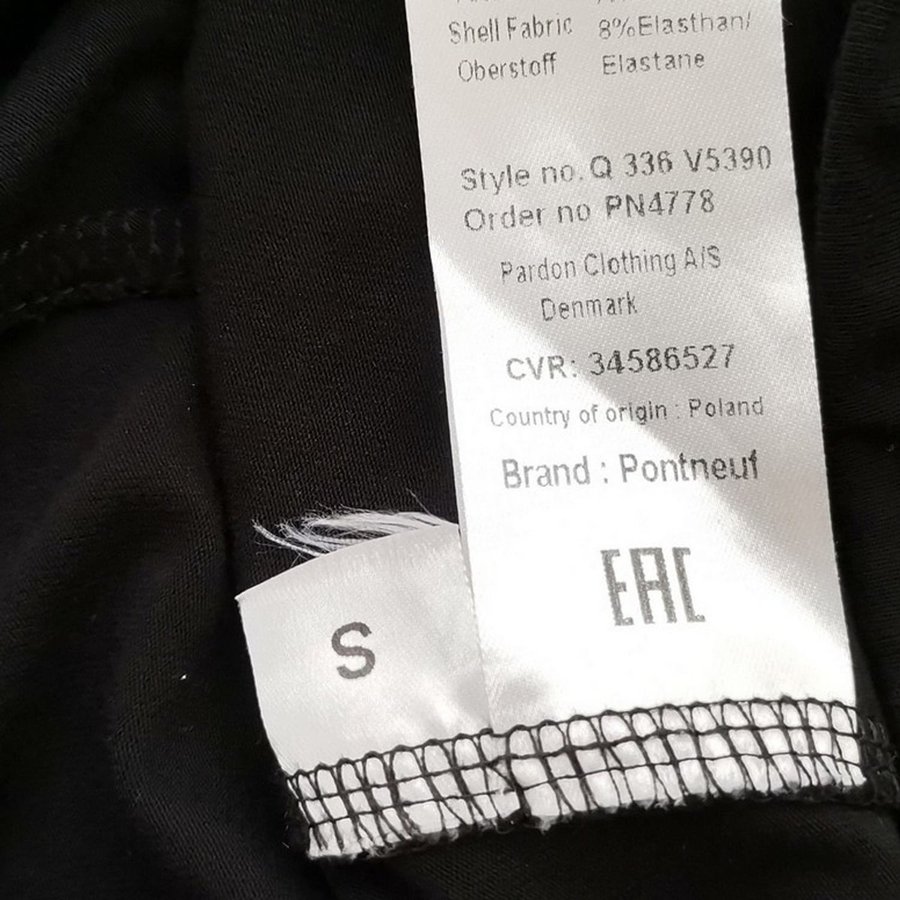 Shell Fabric 8%Elasthan/
Oberstoff Elastane
Style no. Q 336 V5390
Order no PN4778
Pardon Clothing A/S
Denmark
CVR: 34586527
Country of origin : Poland
Brand : Pontneuf
EAC
S